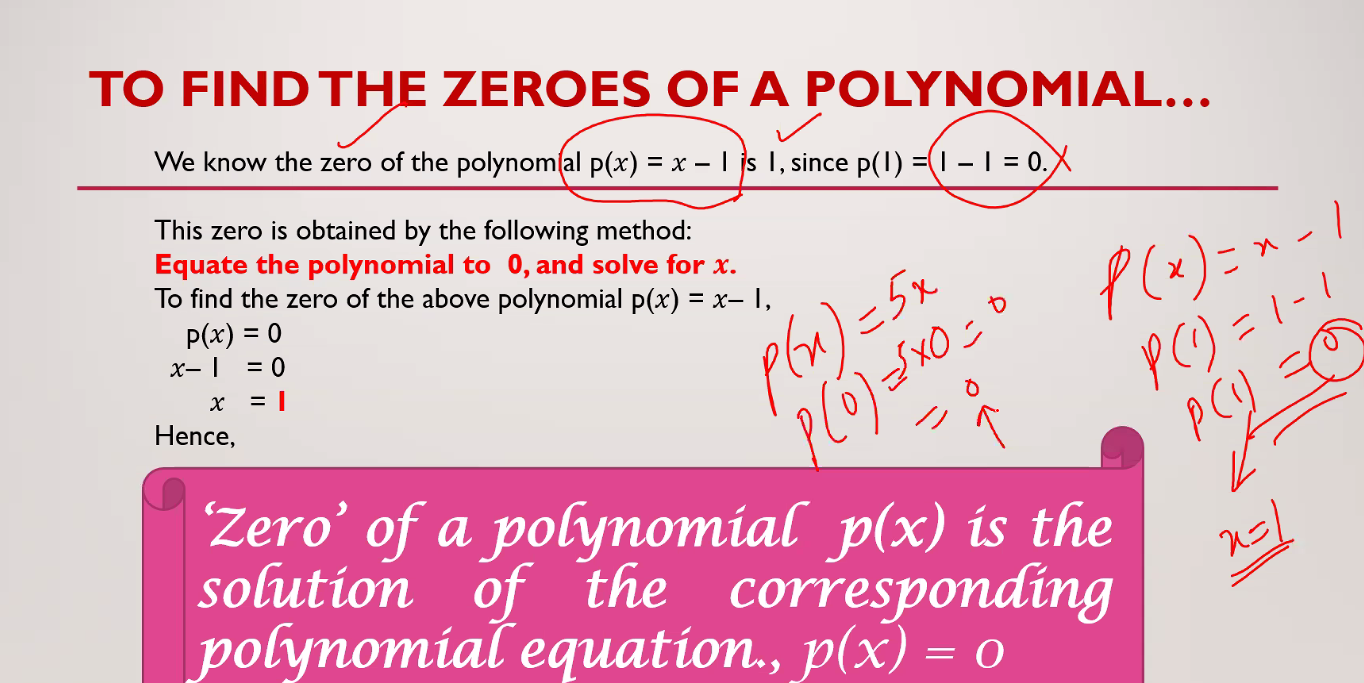 TO FIND THE ZEROES OF A POLYNOMIAL...
We know the zero of the polynomial p(x) = x – 1 is 1, since p(1) = 1 – 1 = 0.
This zero is obtained by the following method:
Equate the polynomial to 0, and solve for x.
To find the zero of the above polynomial p(x) = x– 1,
p(x) = 0
x– 1 = 0
x = 1
Hence,
p(x) = 5x
p(0) = 5x0 = 0
= 0
p(x) = x - 1
p(1) = 1 - 1
p(1) = 0
x=1
‘Zero’ of a polynomial p(x) is the
solution of the corresponding
polynomial equation., p(x) = 0